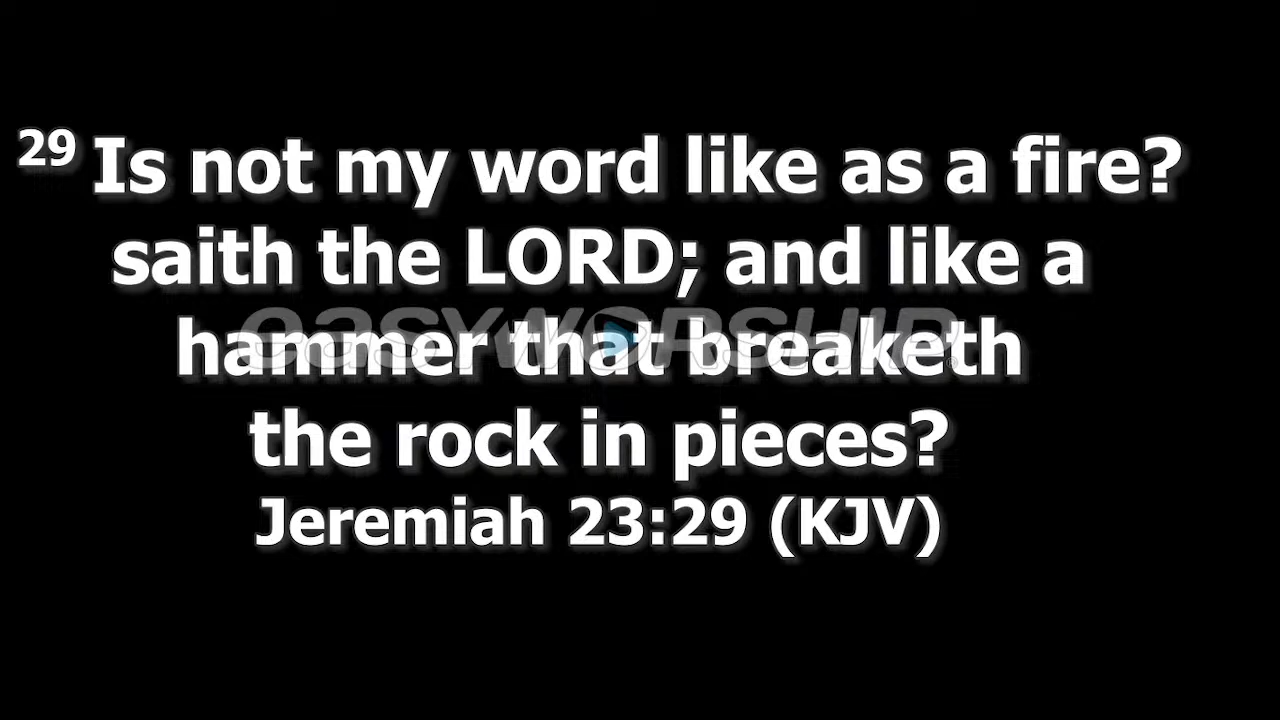 29 Is not my word like as a fire?
saith the LORD; and like a
easyWORSHIP.
hammer that breaketh
the rock in pieces?
Jeremiah 23:29 (KJV)